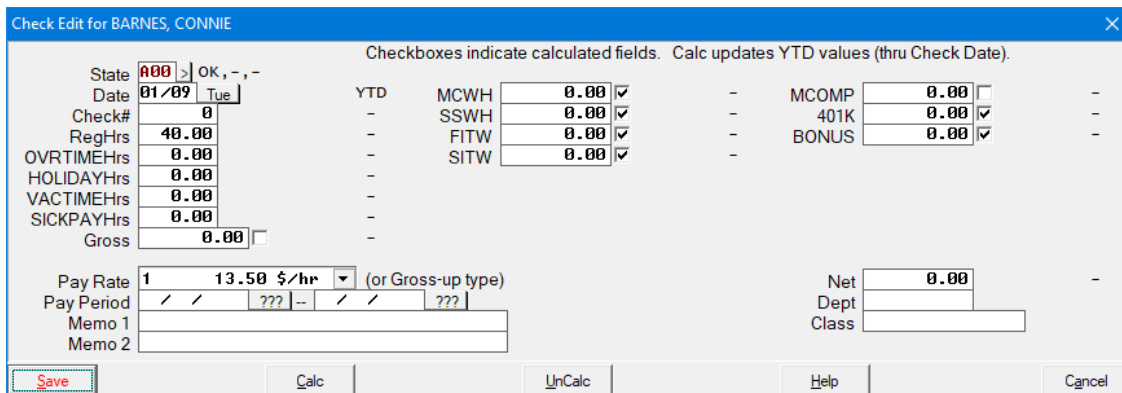 Check Edit for BARNES, CONNIE
Checkboxes indicate calculated fields. Calc updates YTD values (thru Check Date).
State A00 > OK,-,-
Date 01/09 Tue YTD MCWH 0.00 - MCOMP 0.00 -
Check# 0 - SSWH 0.00 - 401K 0.00 -
RegHrs 40.00 - FITW 0.00 - BONUS 0.00 -
OVRTIMEHrs 0.00 - SITW 0.00 -
HOLIDAYHrs 0.00 -
VACTIMEHrs 0.00 -
SICKPAYHrs 0.00 -
Gross 0.00 -
Pay Rate 1 13.50 $/hr (or Gross-up type) Net 0.00 -
Pay Period / / ??? -- / / ??? Dept
Memo 1 Class
Memo 2
Save Calc UnCalc Help Cancel